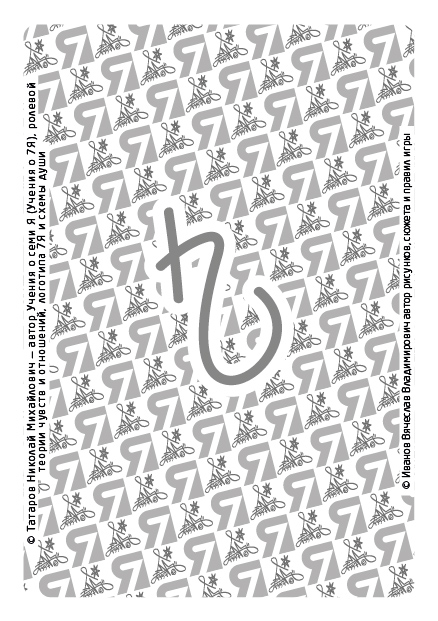 © Татаров Николай Михайлович — автор Учения о семи Я (Учения о 7Я), ролевой
теории чувств и отношений, логотипа 7Я и схемы души
© Иванов Вячеслав Владимирович автор рисунков, сюжета и правил игры